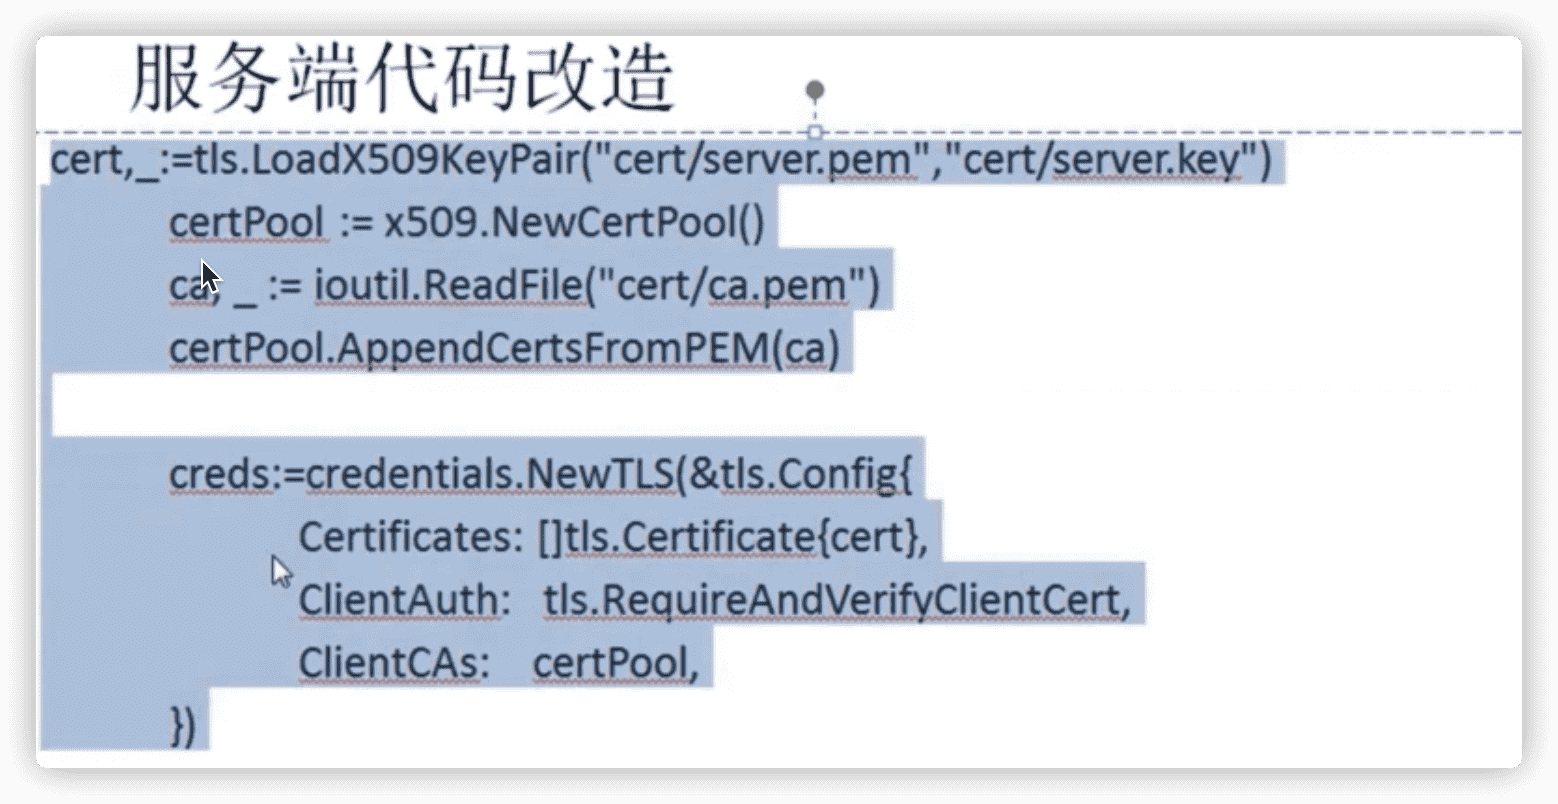 服务端代码改造
cert,_:=tls.LoadX509KeyPair("cert/server.pem","cert/server.key")
certPool := x509.NewCertPool()
ca, _ := ioutil.ReadFile("cert/ca.pem")
certPool.AppendCertsFromPEM(ca)
creds:=credentials.NewTLS(&tls.Config{
Certificates: []tls.Certificate{cert},
ClientAuth: tls.RequireAndVerifyClientCert,
ClientCAs: certPool,
})